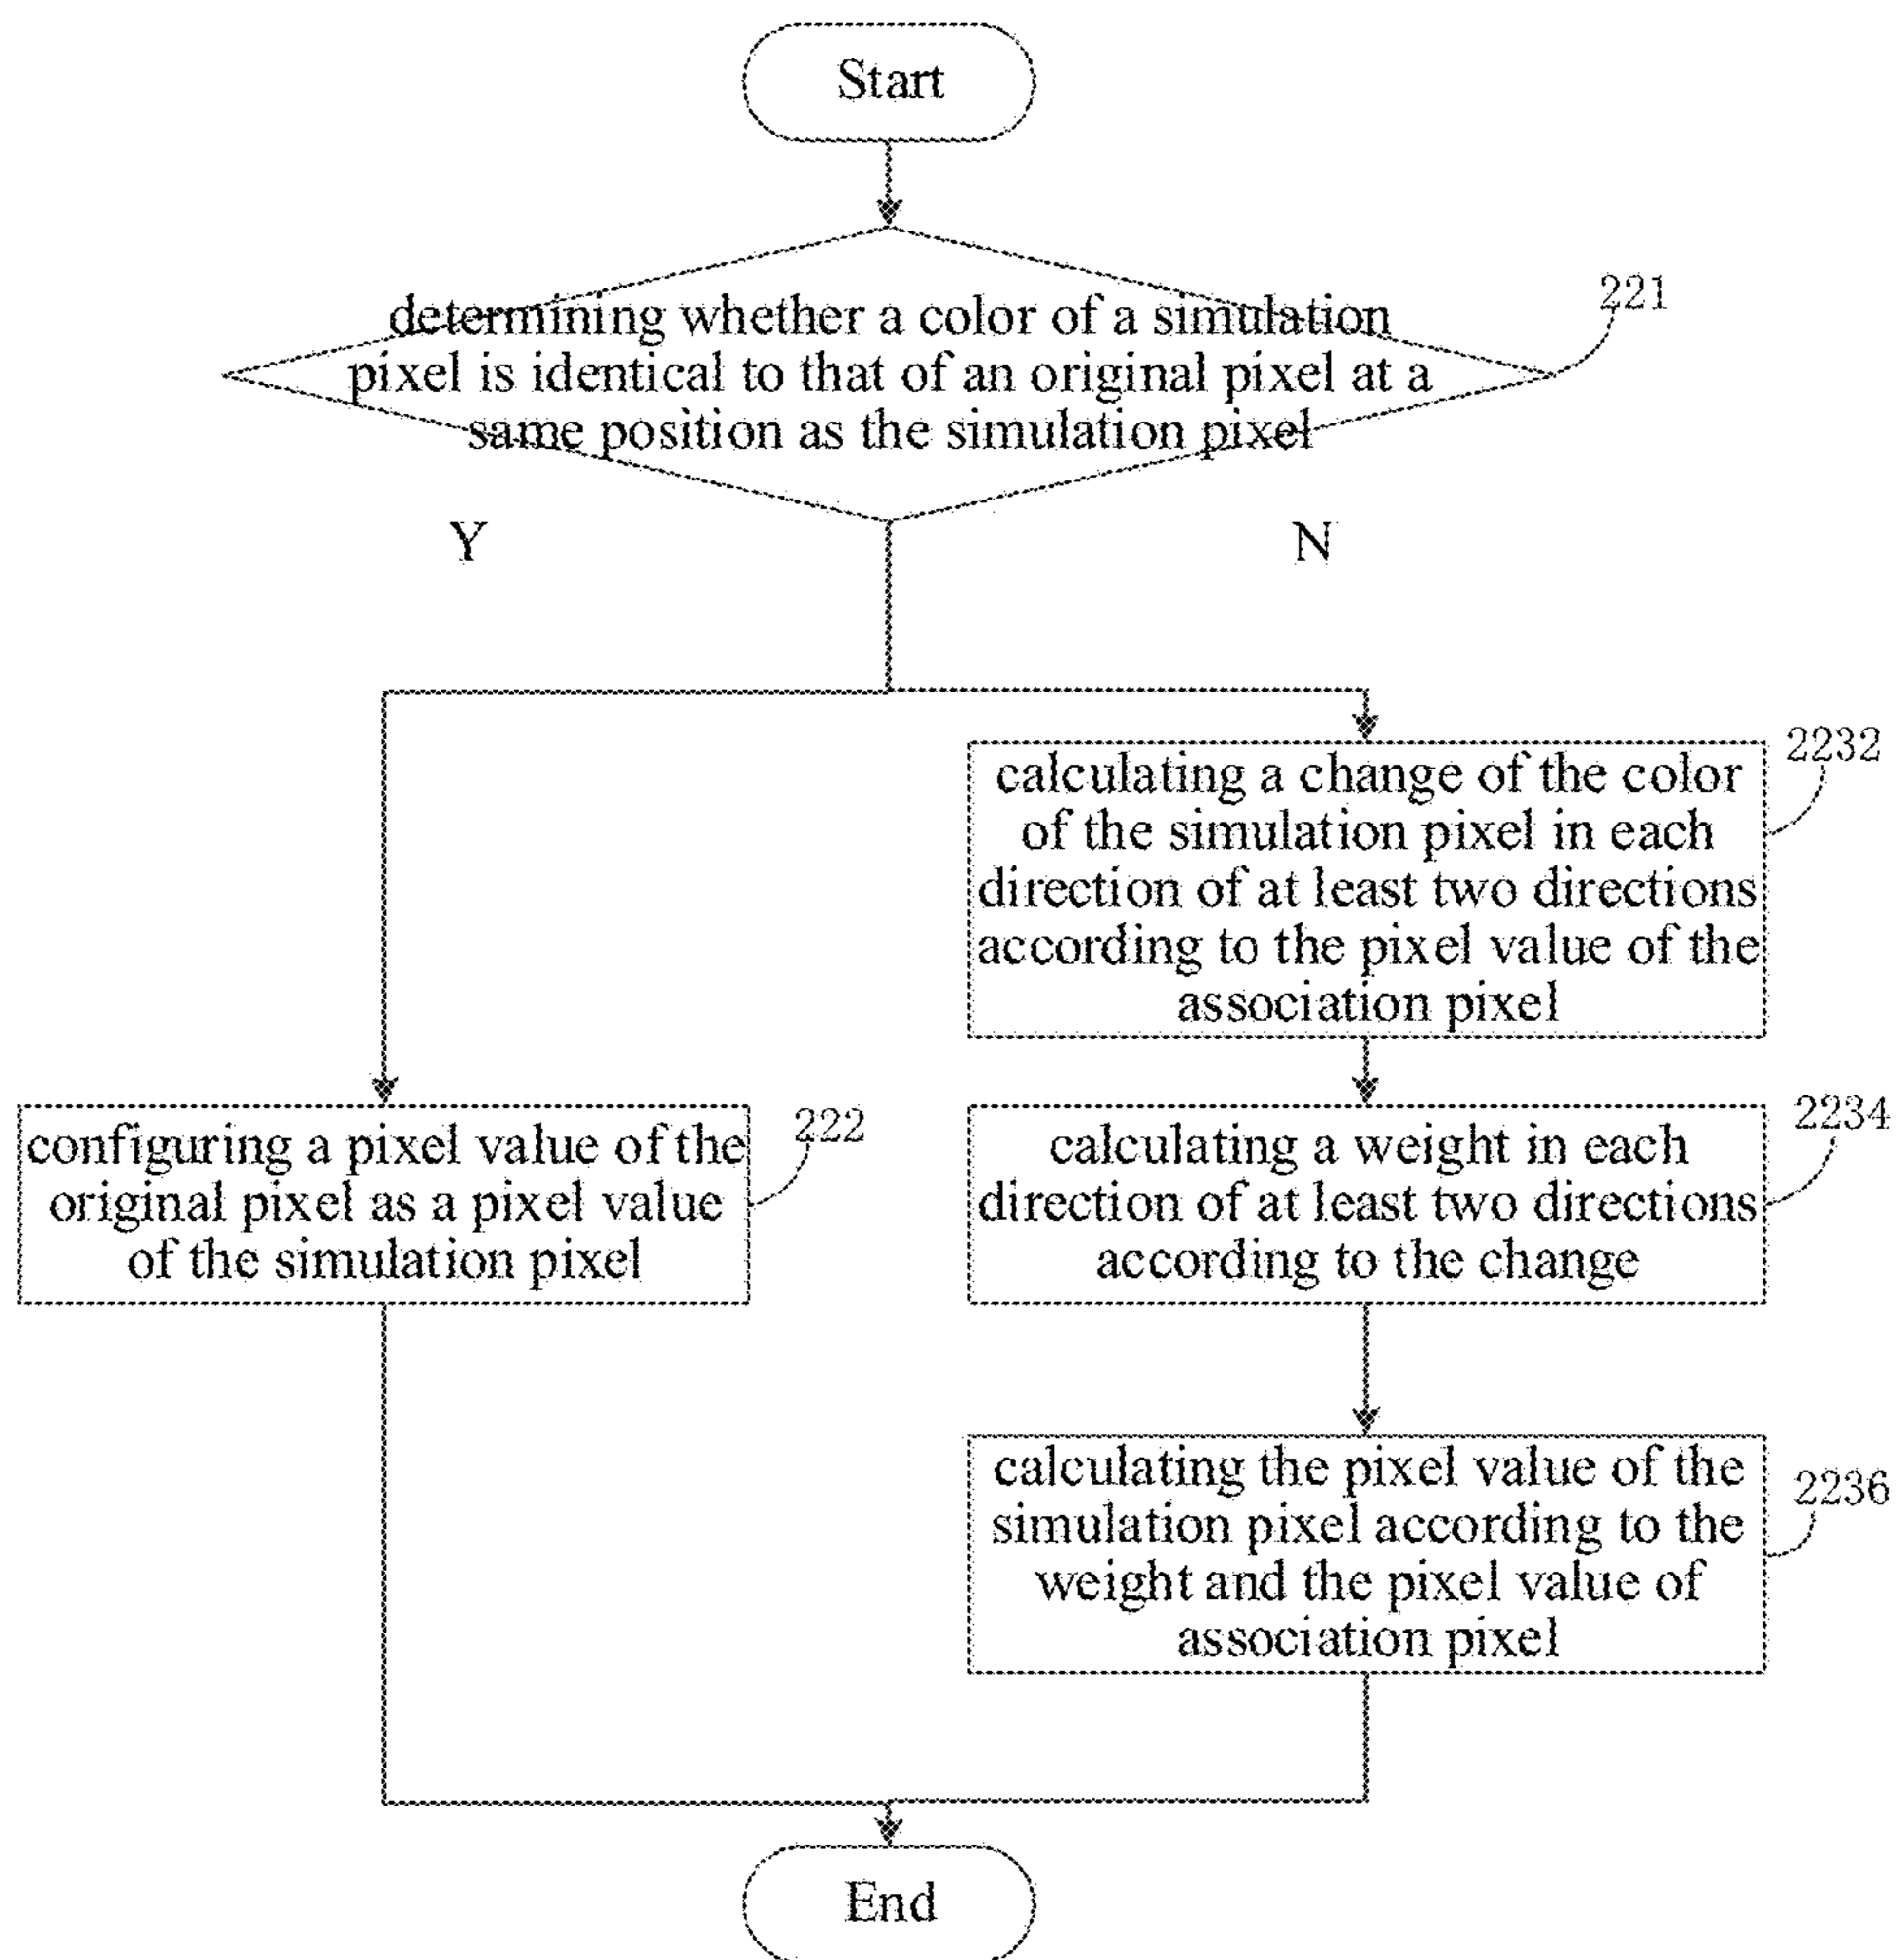 Start
determining whether a color of a simulation
pixel is identical to that of an original pixel at a
same position as the simulation pixel
221
Y
N
calculating a change of the color
of the simulation pixel in each
direction of at least two directions
according to the pixel value of the
association pixel
2232
configuring a pixel value of the
original pixel as a pixel value
of the simulation pixel
222
calculating a weight in each
direction of at least two directions
according to the change
2234
calculating the pixel value of the
simulation pixel according to the
weight and the pixel value of
association pixel
2236
End